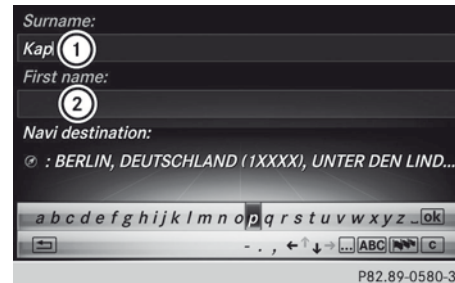 Surname:
Kap
1
First name:
2
Navi destination:
: BERLIN, DEUTSCHLAND (1XXXX), UNTER DEN LIND...
a b c d e f g h i j k l m n o p q r s t u v w x y z _ ok
- . , ←↑↓→ ... ABC C
P82.89-0580-3